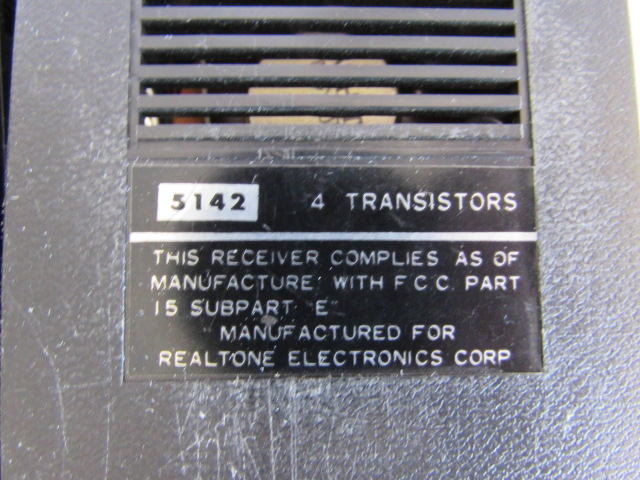 5142 4 TRANSISTORS
THIS RECEIVER COMPLIES AS OF
MANUFACTURE WITH F.C.C. PART
15 SUBPART "E"
MANUFACTURED FOR
REALTONE ELECTRONICS CORP